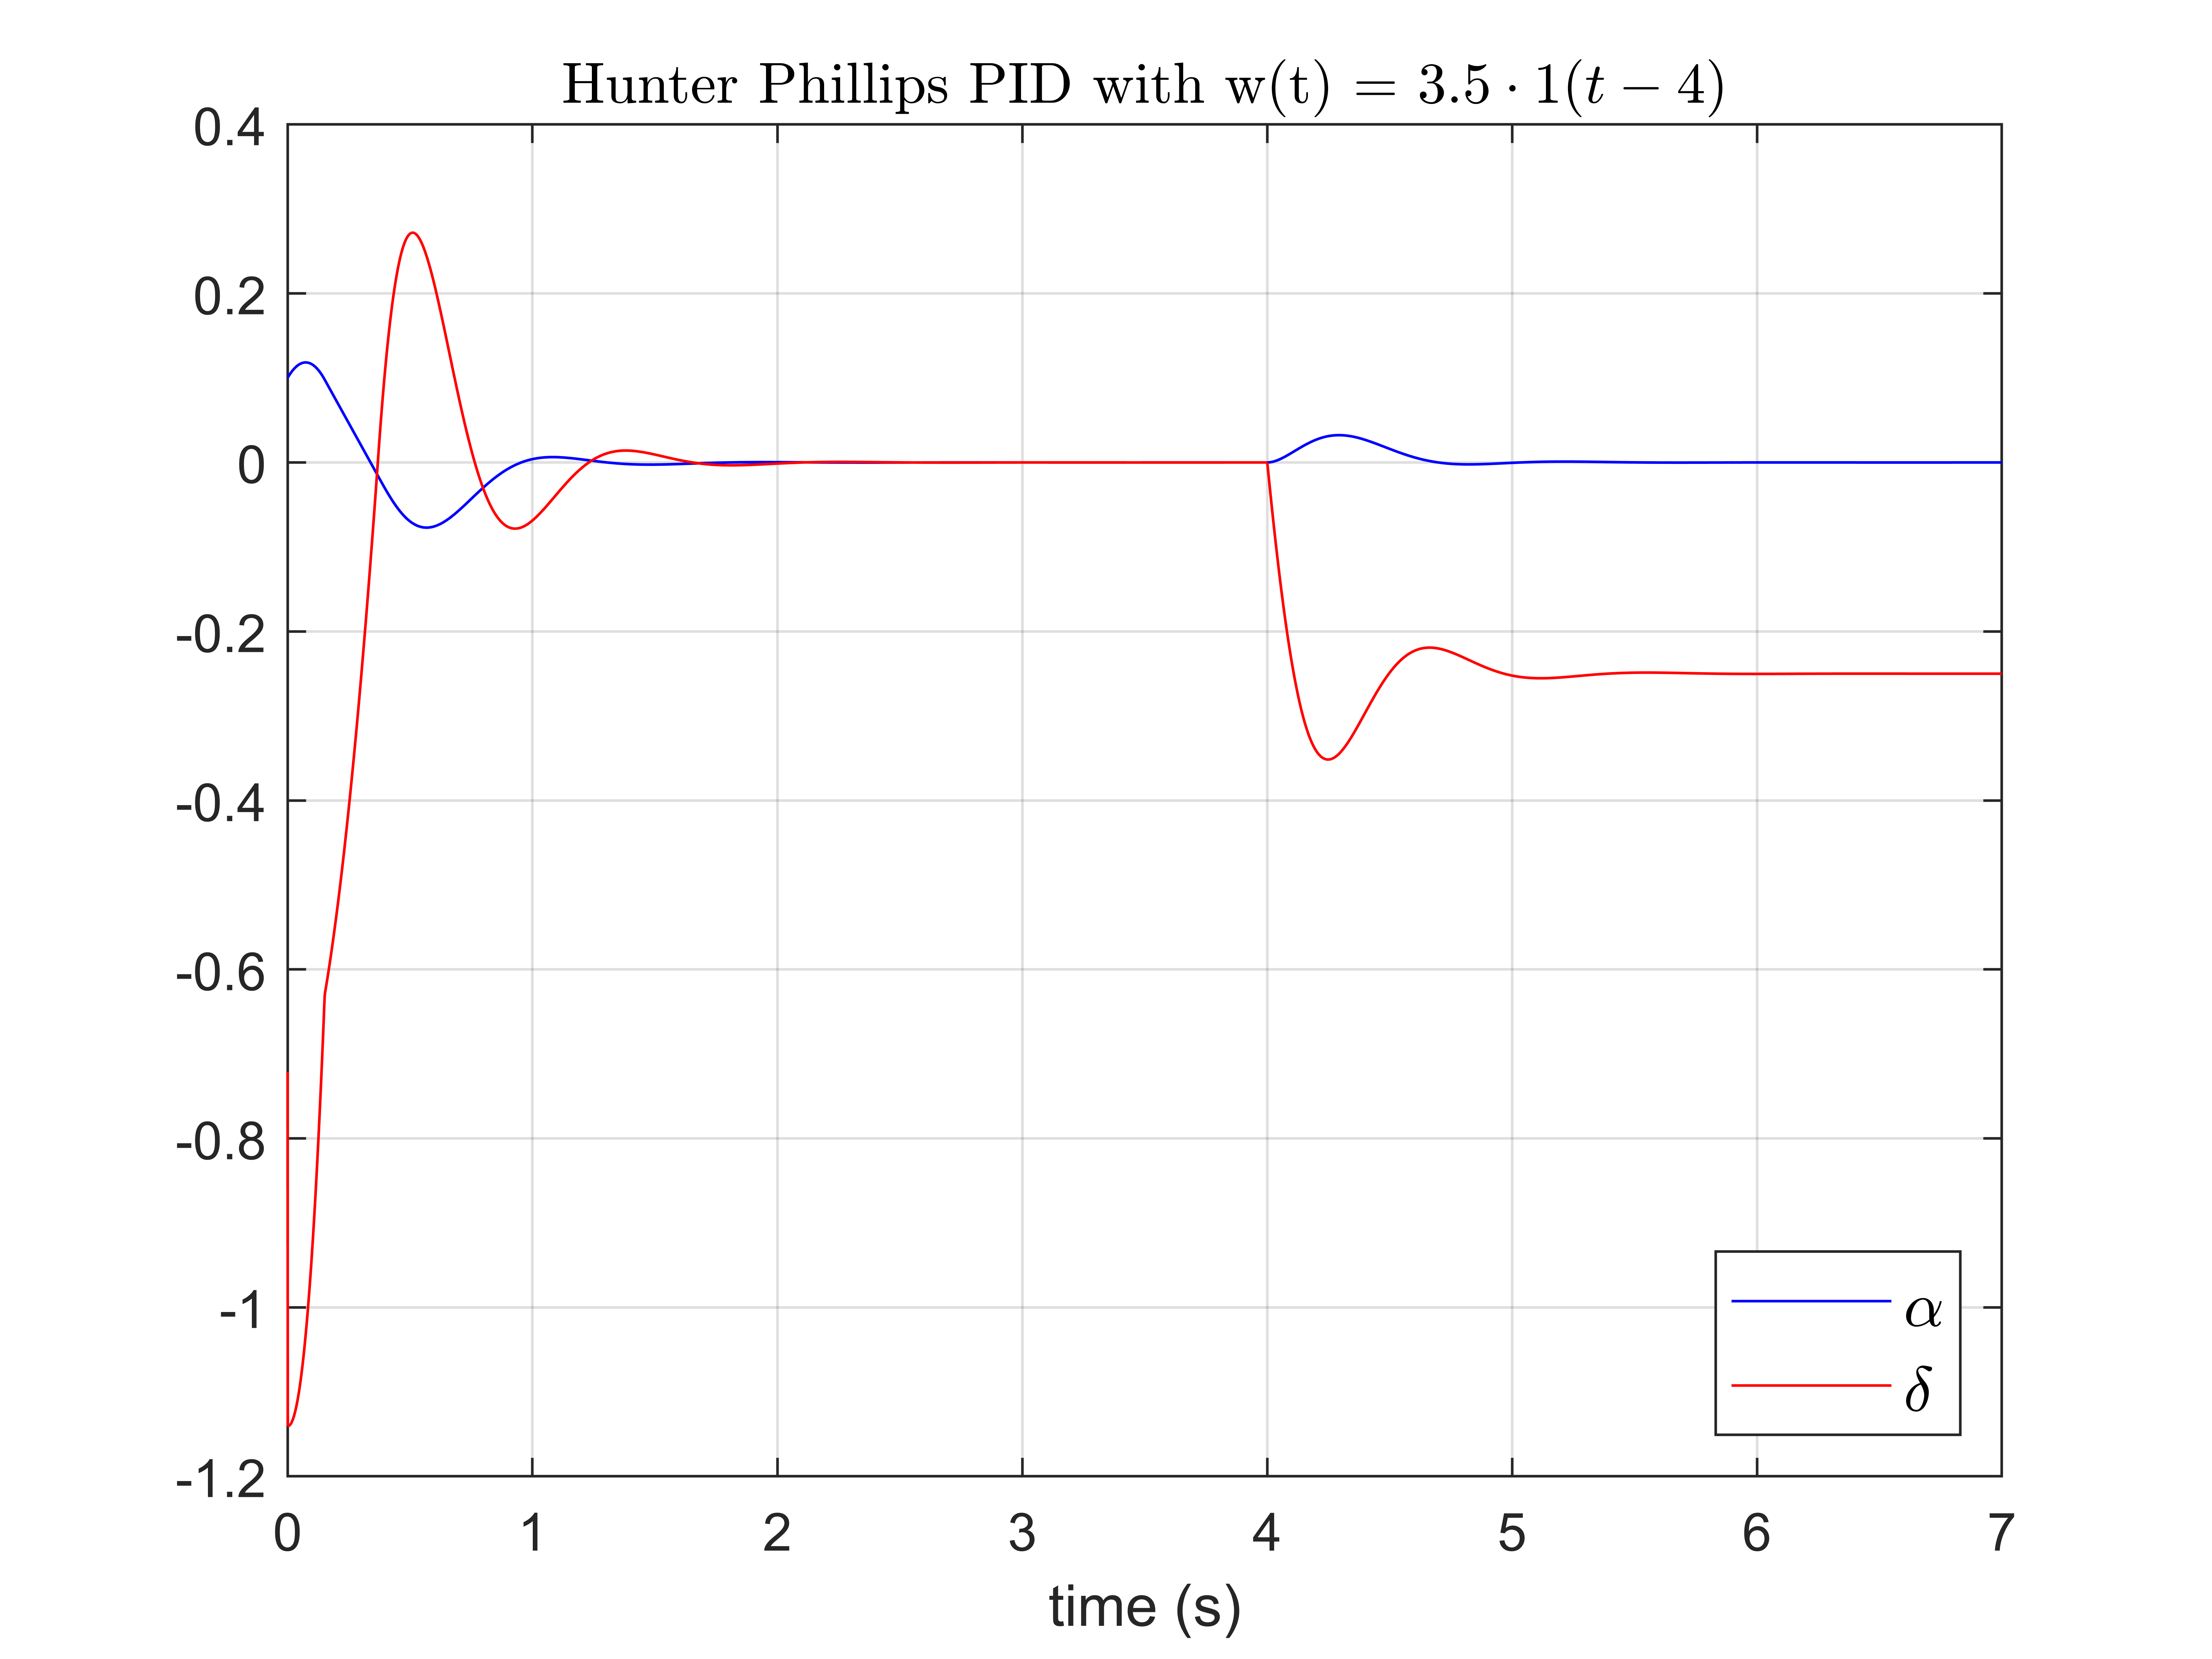 Hunter Phillips PID with w(t) = 3.5 · 1(t − 4)
0.4
0.2
0
-0.2
-0.4
-0.6
-0.8
-1
-1.2
0 1 2 3 4 5 6 7
time (s)
α
δ